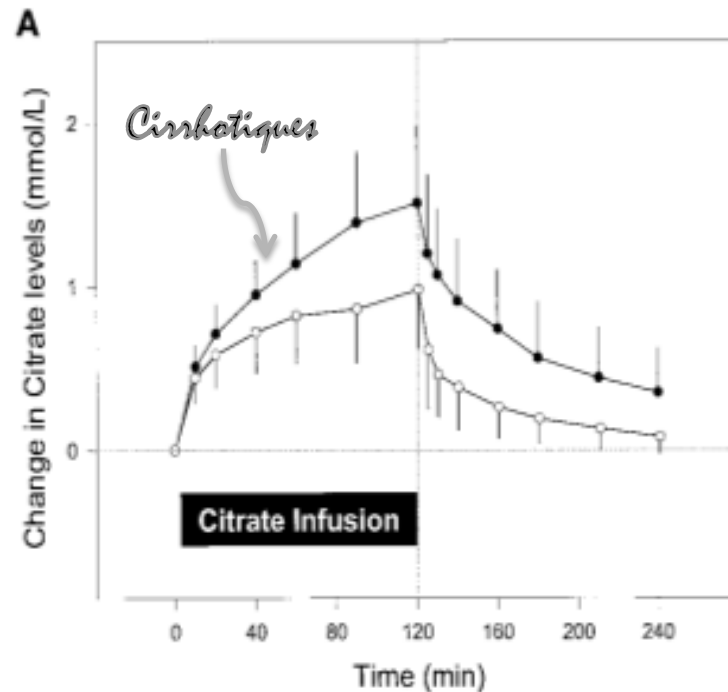 A
Change in Citrate levels (mmol/L)
2
1
0
Cirrhotiques
Citrate Infusion
0 40 80 120 160 200 240
Time (min)